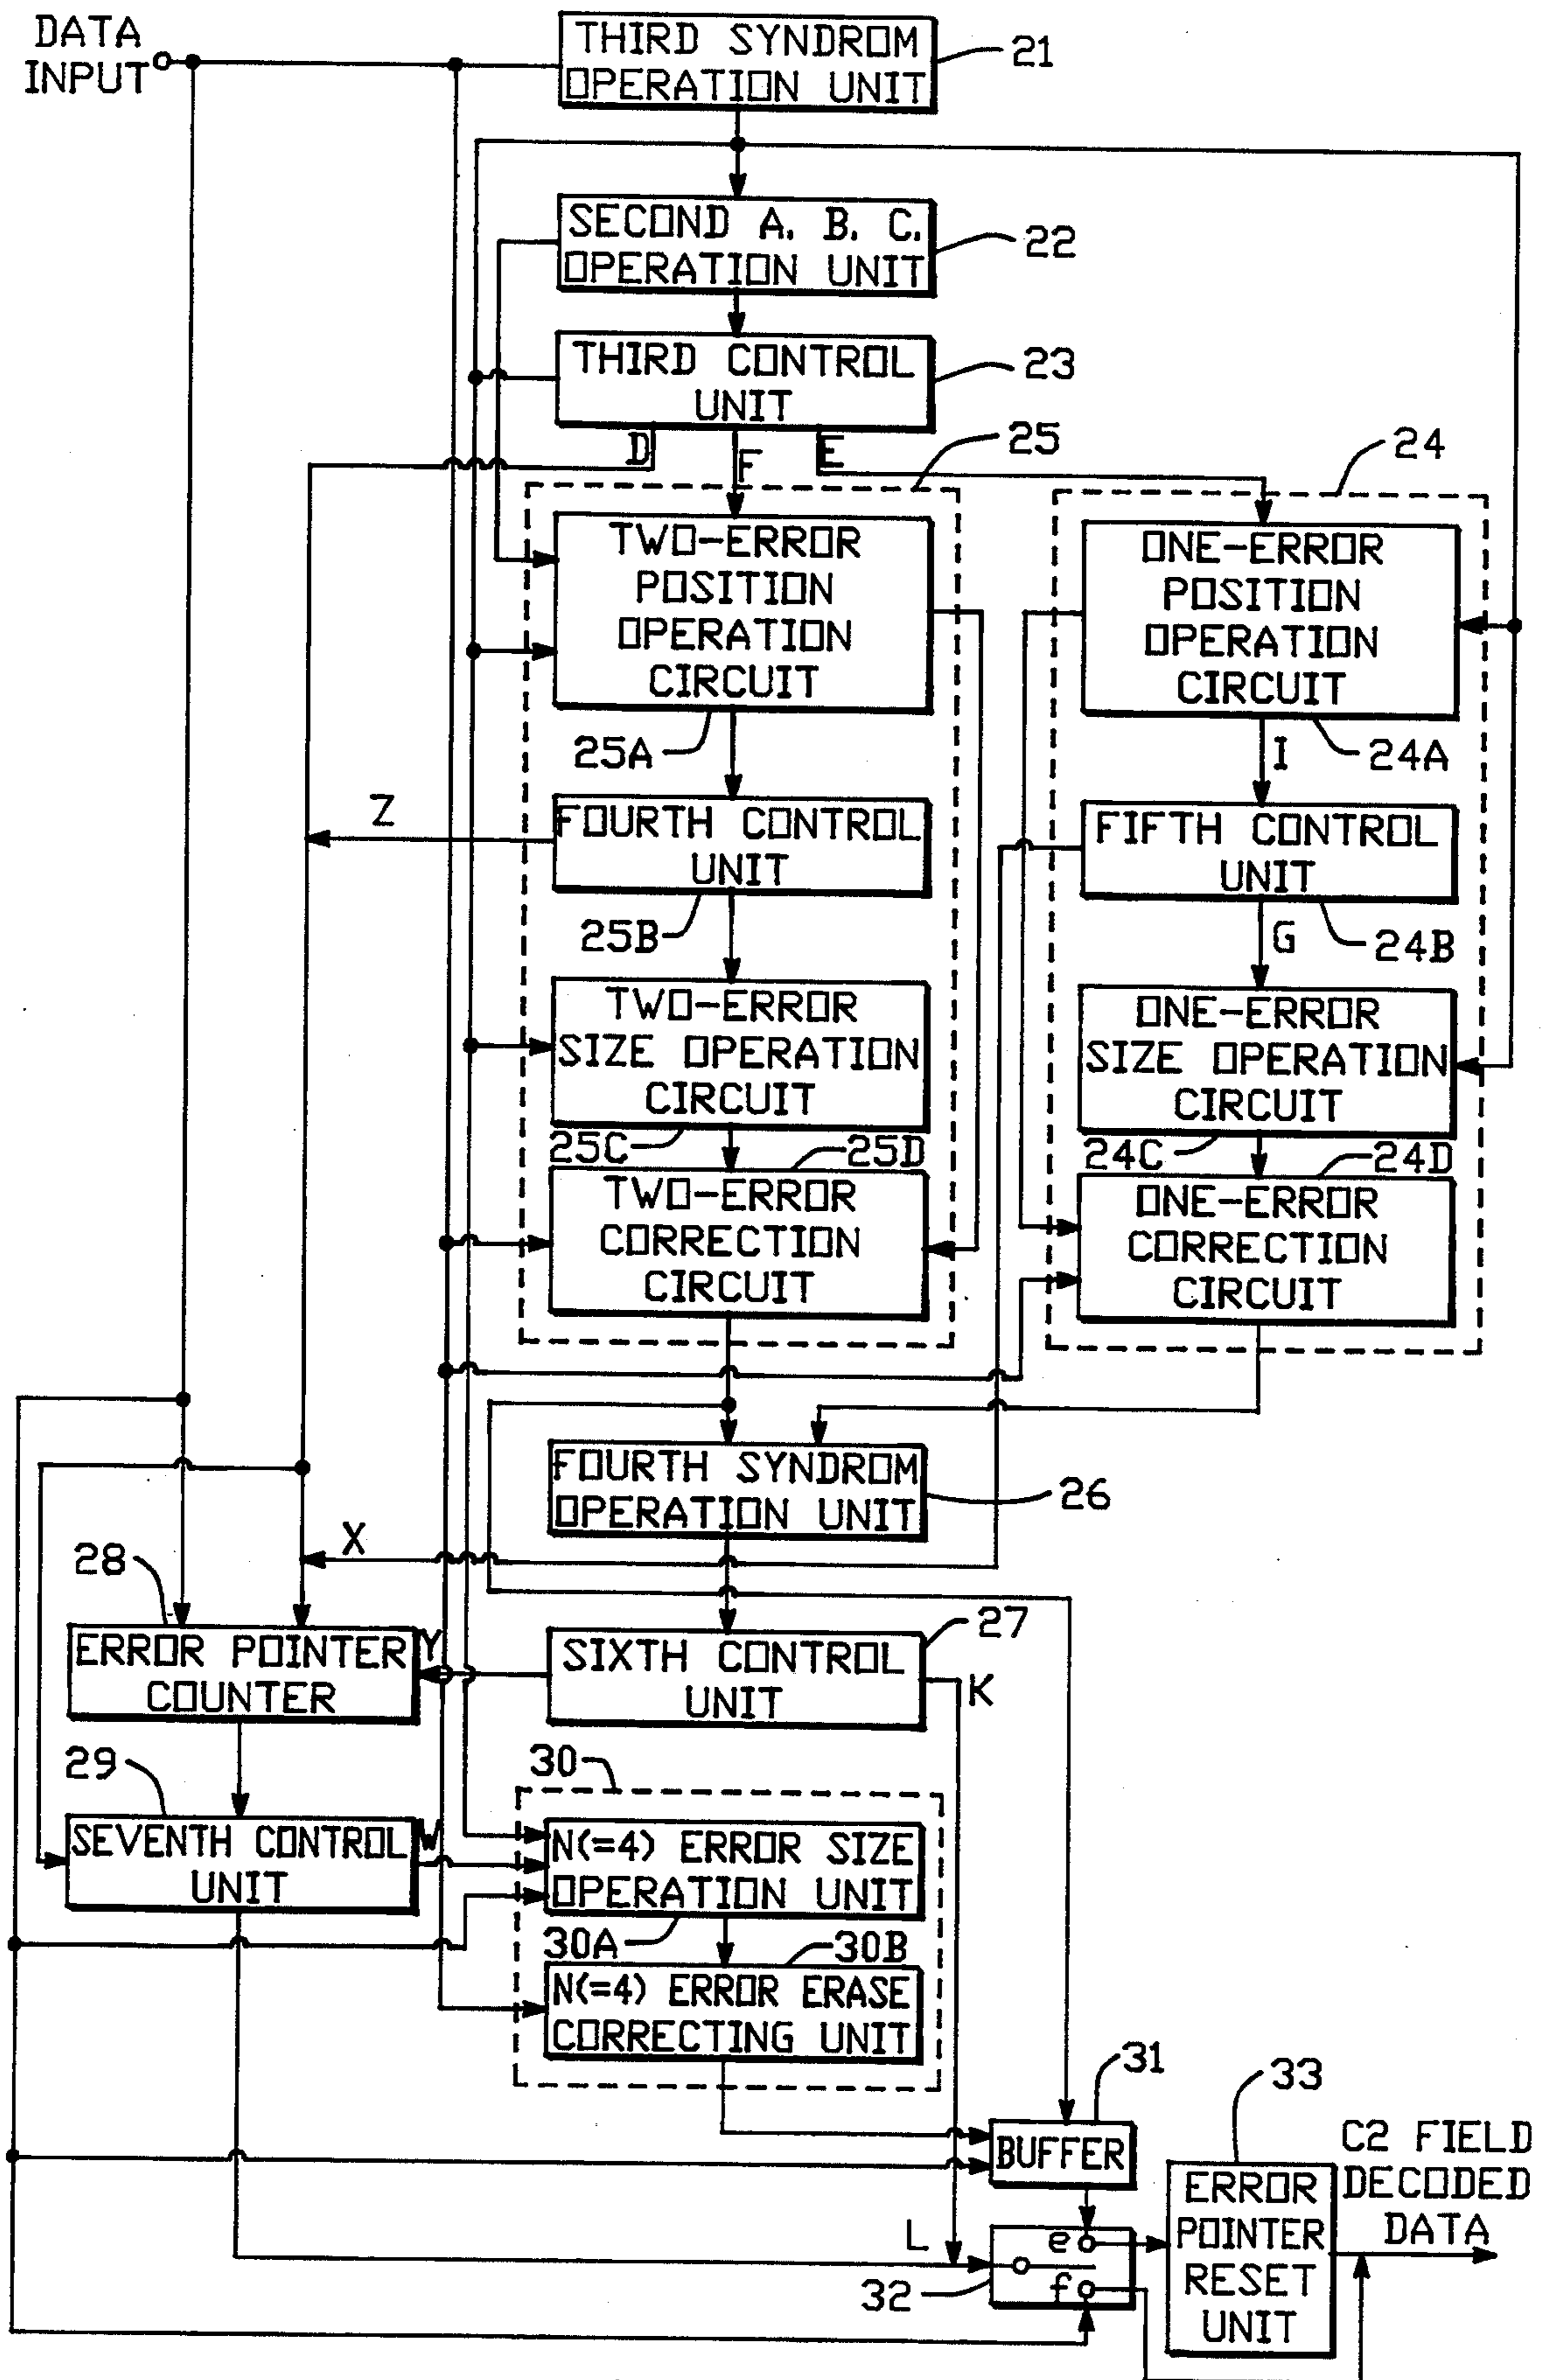 DATA
INPUT
THIRD SYNDROM
OPERATION UNIT
21
SECOND A. B. C.
OPERATION UNIT
22
THIRD CONTROL
UNIT
23
D
F
E
25
24
TWO-ERROR
POSITION
OPERATION
CIRCUIT
ONE-ERROR
POSITION
OPERATION
CIRCUIT
25A
I
24A
Z
FOURTH CONTROL
UNIT
FIFTH CONTROL
UNIT
25B
G
24B
TWO-ERROR
SIZE OPERATION
CIRCUIT
ONE-ERROR
SIZE OPERATION
CIRCUIT
25C
25D
24C
24D
TWO-ERROR
CORRECTION
CIRCUIT
ONE-ERROR
CORRECTION
CIRCUIT
FOURTH SYNDROM
OPERATION UNIT
26
X
28
ERROR POINTER
COUNTER
Y
SIXTH CONTROL
UNIT
27
K
29
30
SEVENTH CONTROL
UNIT
W
N(=4) ERROR SIZE
OPERATION UNIT
30A
30B
N(=4) ERROR ERASE
CORRECTING UNIT
31
BUFFER
33
C2 FIELD
DECODED
DATA
ERROR
POINTER
RESET
UNIT
L
e
f
32